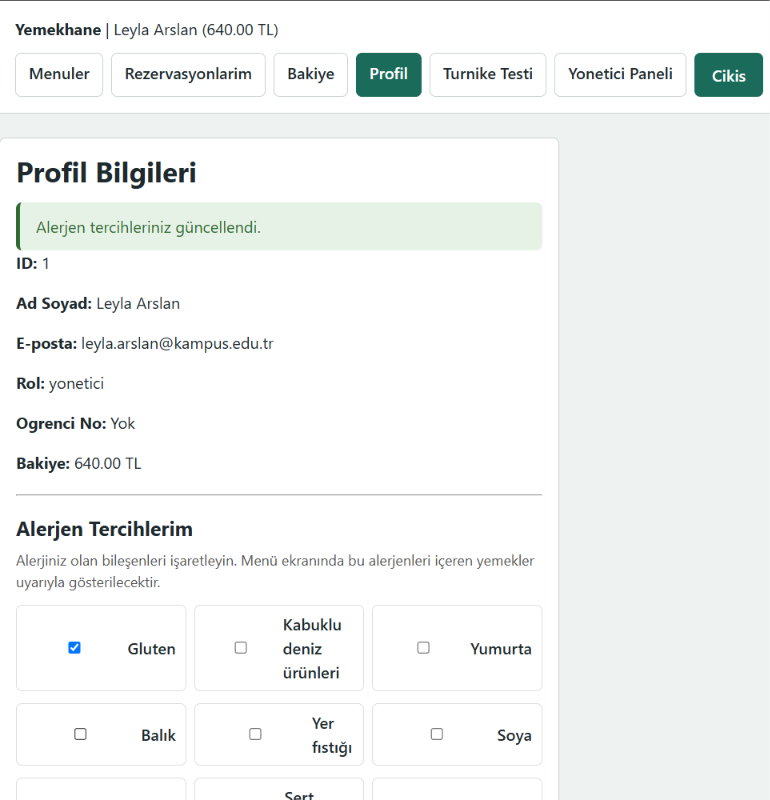 Yemekhane | Leyla Arslan (640.00 TL)
Menuler Rezervasyonlarim Bakiye Profil Turnike Testi Yonetici Paneli Cikis
Profil Bilgileri
Alerjen tercihleriniz güncellendi.
ID: 1
Ad Soyad: Leyla Arslan
E-posta: leyla.arslan@kampus.edu.tr
Rol: yonetici
Ogrenci No: Yok
Bakiye: 640.00 TL
Alerjen Tercihlerim
Alerjiniz olan bileşenleri işaretleyin. Menü ekranında bu alerjenleri içeren yemekler
uyarıyla gösterilecektir.
Gluten
Kabuklu
deniz
ürünleri
Yumurta
Balık
Yer
fıstığı
Soya
Sert